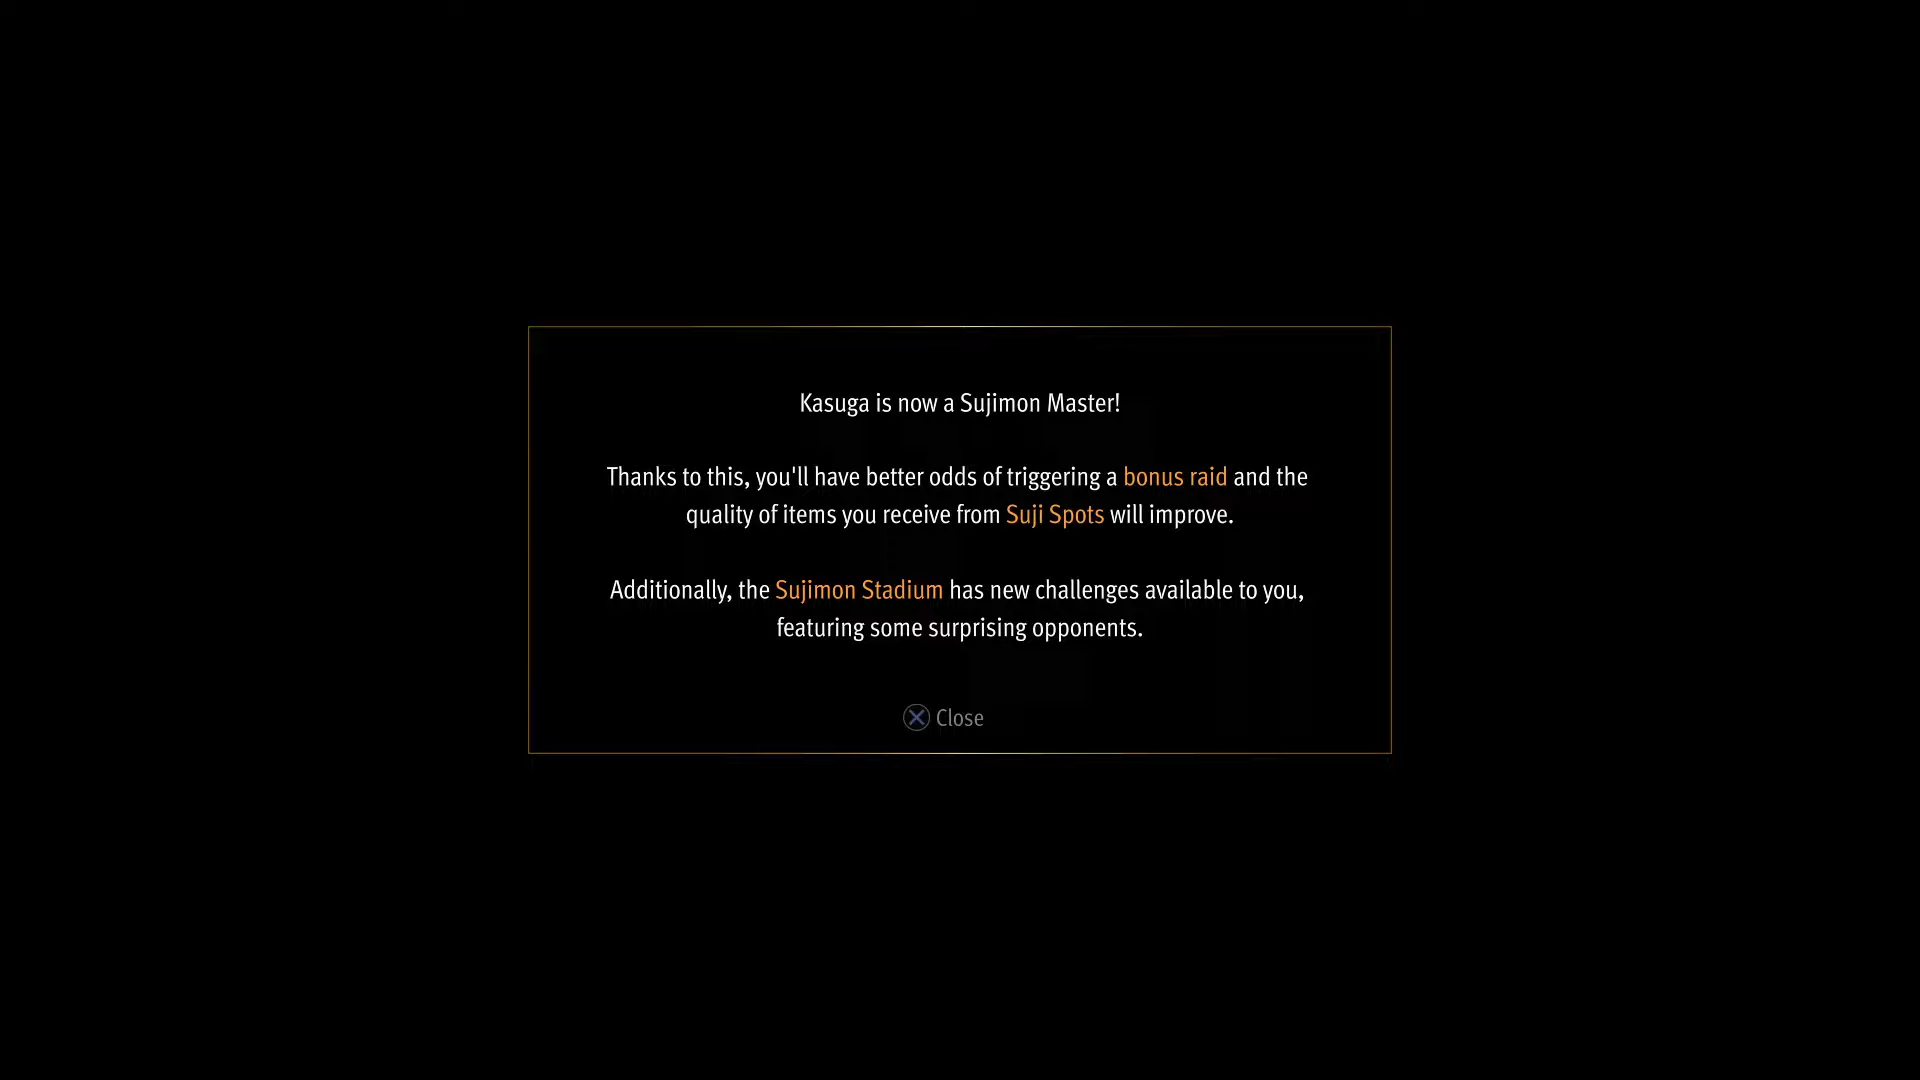 Kasuga is now a Sujimon Master!
Thanks to this, you'll have better odds of triggering a bonus raid and the
quality of items you receive from Suji Spots will improve.
Additionally, the Sujimon Stadium has new challenges available to you,
featuring some surprising opponents.
Close